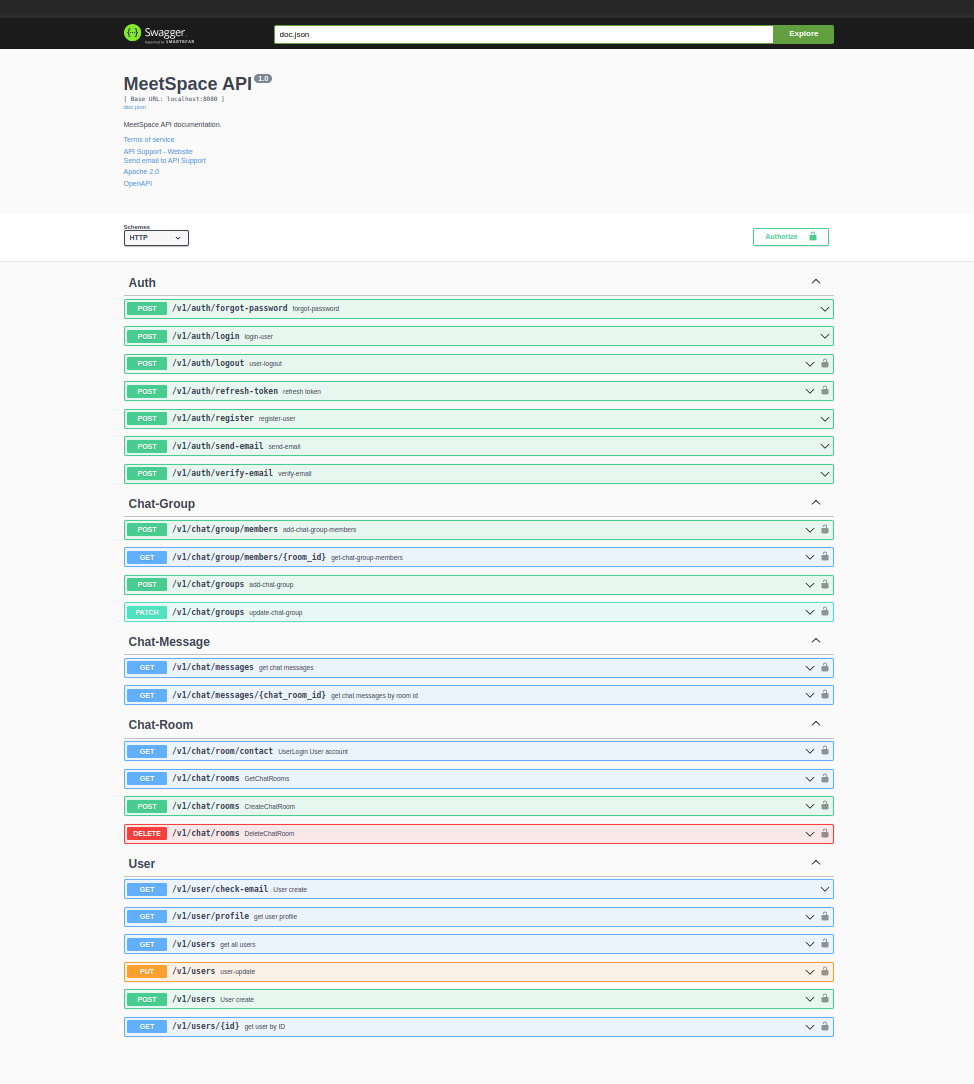 Swagger.
Supported by SMARTBEAR
doc.json
Explore
MeetSpace API 1.0
[ Base URL: localhost:8080 ]
doc.json
MeetSpace API documentation.
Terms of service
API Support - Website
Send email to API Support
Apache 2.0
OpenAPI
Schemes
HTTP
Authorize
Auth
POST /v1/auth/forgot-password forgot-password
POST /v1/auth/login login-user
POST /v1/auth/logout user-logout
POST /v1/auth/refresh-token refresh token
POST /v1/auth/register register-user
POST /v1/auth/send-email send-email
POST /v1/auth/verify-email verify-email
Chat-Group
POST /v1/chat/group/members add-chat-group-members
GET /v1/chat/group/members/{room_id} get-chat-group-members
POST /v1/chat/groups add-chat-group
PATCH /v1/chat/groups update-chat-group
Chat-Message
GET /v1/chat/messages get chat messages
GET /v1/chat/messages/{chat_room_id} get chat messages by room id
Chat-Room
GET /v1/chat/room/contact UserLogin User account
GET /v1/chat/rooms GetChatRooms
POST /v1/chat/rooms CreateChatRoom
DELETE /v1/chat/rooms DeleteChatRoom
User
GET /v1/user/check-email User create
GET /v1/user/profile get user profile
GET /v1/users get all users
PUT /v1/users user-update
POST /v1/users User create
GET /v1/users/{id} get user by ID